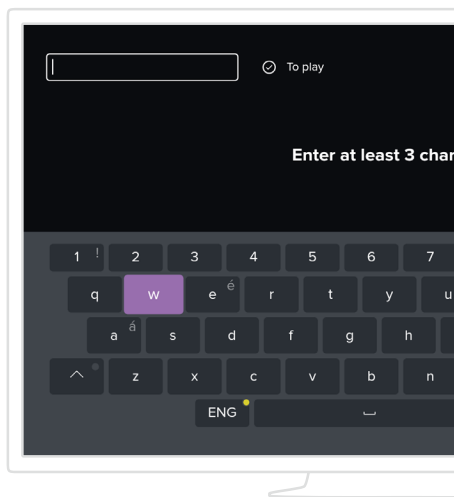 To play
Enter at least 3 char
1 ! 2 3 4 5 6 7
q w e é r t y u
a á s d f g h
z x c v b n
ENG